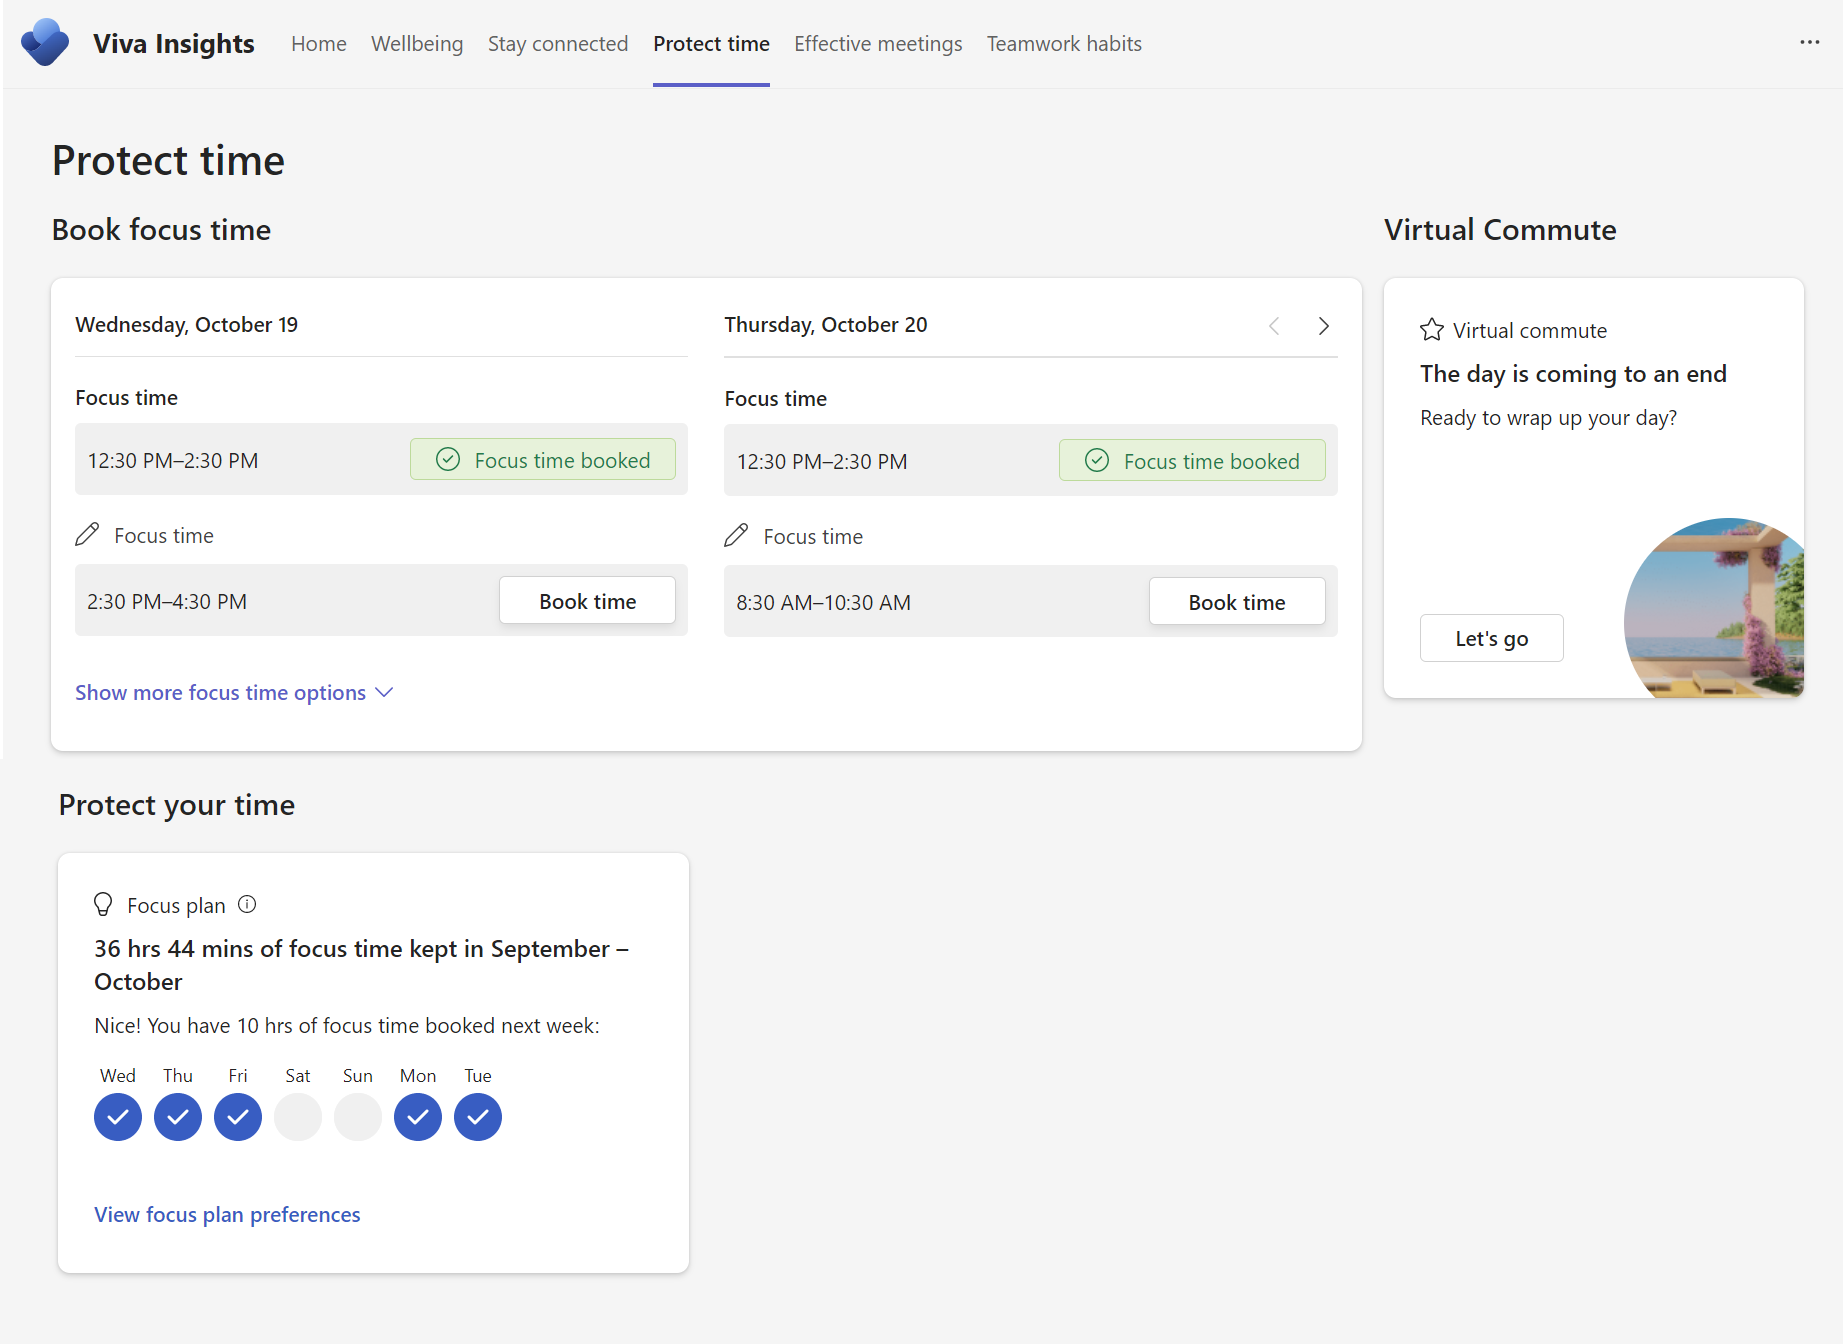 Viva Insights Home Wellbeing Stay connected Protect time Effective meetings Teamwork habits
Protect time
Book focus time
Wednesday, October 19
Focus time
12:30 PM–2:30 PM Focus time booked
Focus time
2:30 PM–4:30 PM Book time
Thursday, October 20
Focus time
12:30 PM–2:30 PM Focus time booked
Focus time
8:30 AM–10:30 AM Book time
Show more focus time options
Virtual Commute
Virtual commute
The day is coming to an end
Ready to wrap up your day?
Let's go
Protect your time
Focus plan
36 hrs 44 mins of focus time kept in September –
October
Nice! You have 10 hrs of focus time booked next week:
Wed Thu Fri Sat Sun Mon Tue
View focus plan preferences